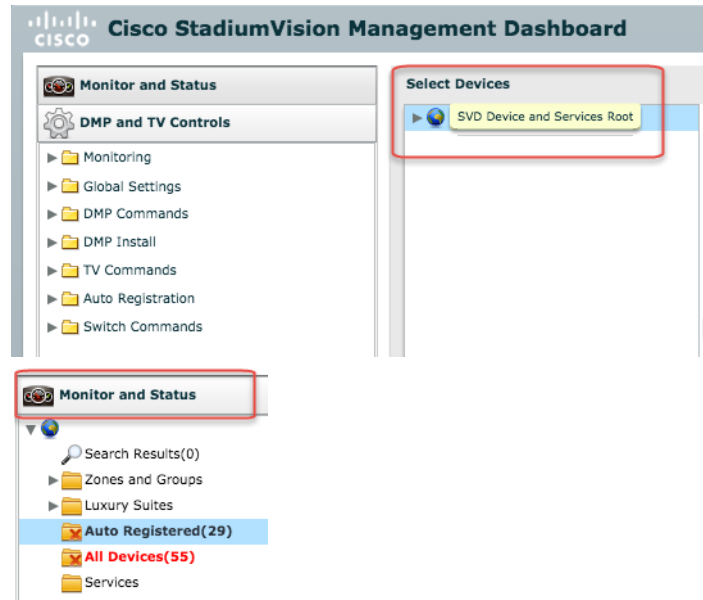 CISCO Cisco StadiumVision Management Dashboard
Monitor and Status
DMP and TV Controls
Monitoring
Global Settings
DMP Commands
DMP Install
TV Commands
Auto Registration
Switch Commands
Select Devices
SVD Device and Services Root
Monitor and Status
Search Results(0)
Zones and Groups
Luxury Suites
Auto Registered(29)
All Devices(55)
Services